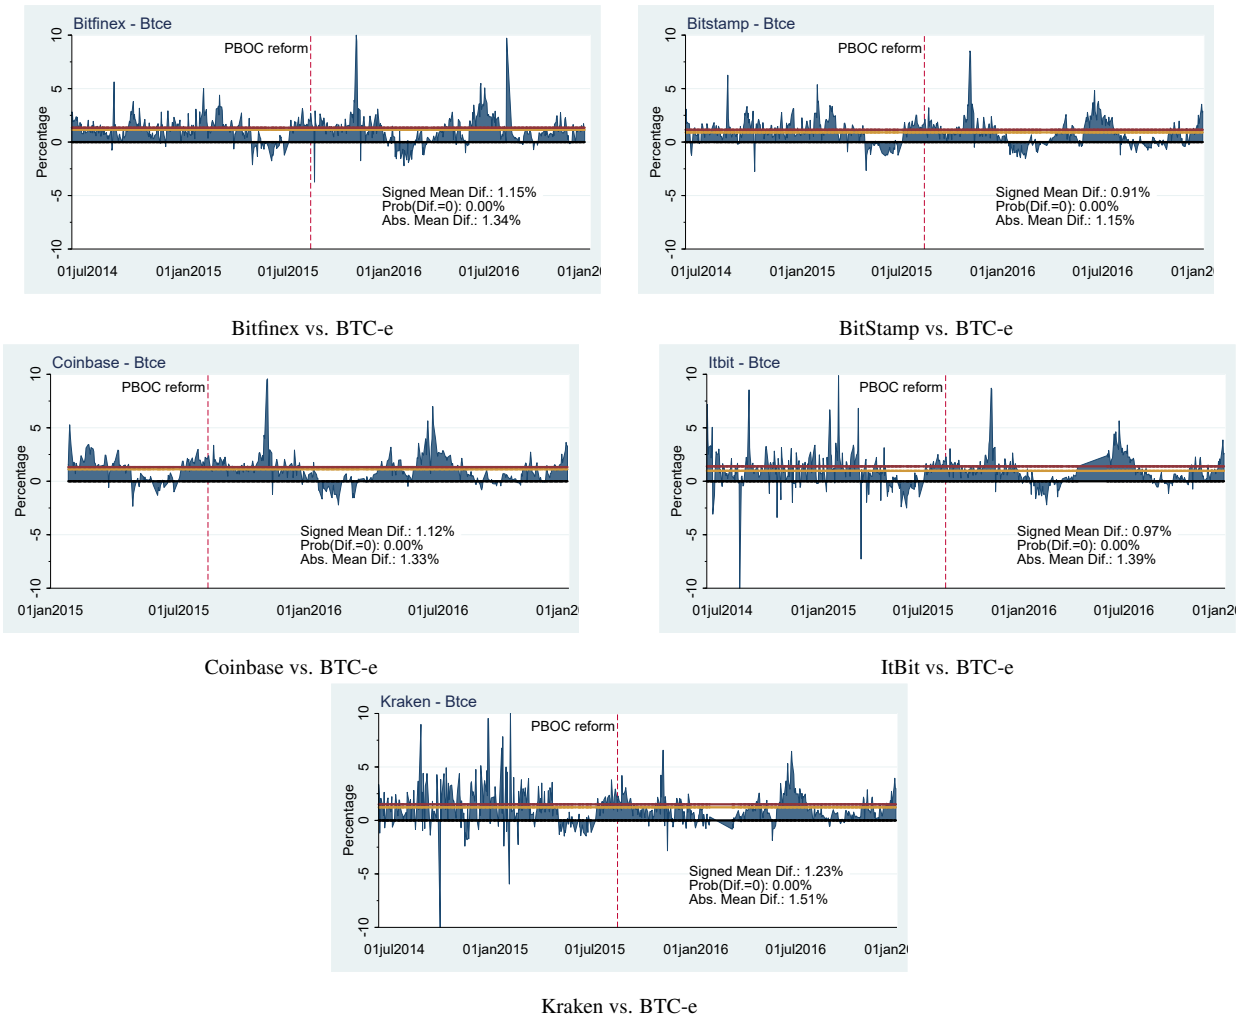 Bitfinex - Btce
PBOC reform
Percentage
10
5
0
-5
-10
Signed Mean Dif.: 1.15%
Prob(Dif.=0): 0.00%
Abs. Mean Dif.: 1.34%
01jul2014 01jan2015 01jul2015 01jan2016 01jul2016 01jan20
Bitfinex vs. BTC-e
Bitstamp - Btce
PBOC reform
Percentage
10
5
0
-5
-10
Signed Mean Dif.: 0.91%
Prob(Dif.=0): 0.00%
Abs. Mean Dif.: 1.15%
01jul2014 01jan2015 01jul2015 01jan2016 01jul2016 01jan20
BitStamp vs. BTC-e
Coinbase - Btce
PBOC reform
Percentage
10
5
0
-5
-10
Signed Mean Dif.: 1.12%
Prob(Dif.=0): 0.00%
Abs. Mean Dif.: 1.33%
01jan2015 01jul2015 01jan2016 01jul2016 01jan20
Coinbase vs. BTC-e
Itbit - Btce
PBOC reform
Percentage
10
5
0
-5
-10
Signed Mean Dif.: 0.97%
Prob(Dif.=0): 0.00%
Abs. Mean Dif.: 1.39%
01jul2014 01jan2015 01jul2015 01jan2016 01jul2016 01jan20
ItBit vs. BTC-e
Kraken - Btce
PBOC reform
Percentage
10
5
0
-5
-10
Signed Mean Dif.: 1.23%
Prob(Dif.=0): 0.00%
Abs. Mean Dif.: 1.51%
01jul2014 01jan2015 01jul2015 01jan2016 01jul2016 01jan20
Kraken vs. BTC-e